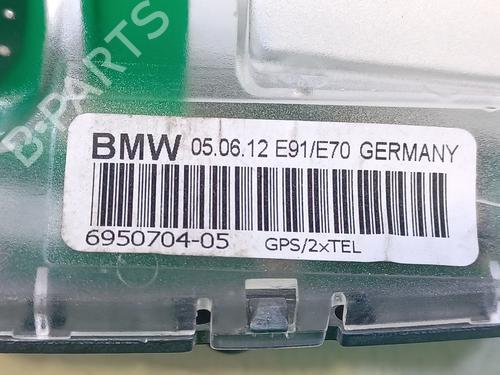 B-PARTS
BMW 05.06.12 E91/E70 GERMANY
6950704-05 GPS/2xTEL